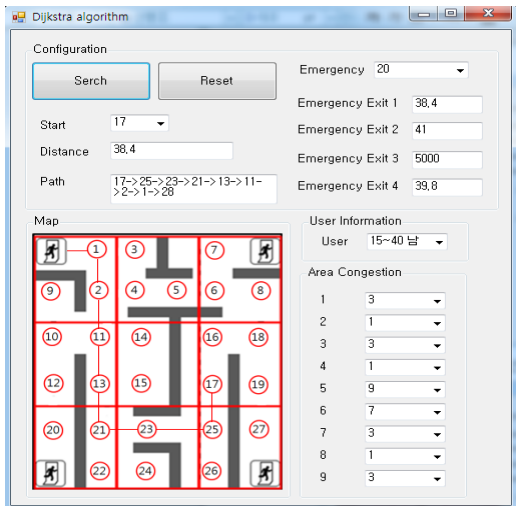 Dijkstra algorithm
Configuration
Serch
Reset
Start
17
Distance
38,4
Path
17->25->23->21->13->11-
>2->1->28
Emergency
20
Emergency Exit 1
38,4
Emergency Exit 2
41
Emergency Exit 3
5000
Emergency Exit 4
39,8
Map
1 3 7
9 2 4 5 6 8
10 11 14 16 18
12 13 15 17 19
20 21 23 25 27
22 24 26
User Information
User
15~40 남
Area Congestion
1 3
2 1
3 3
4 1
5 9
6 7
7 3
8 1
9 3